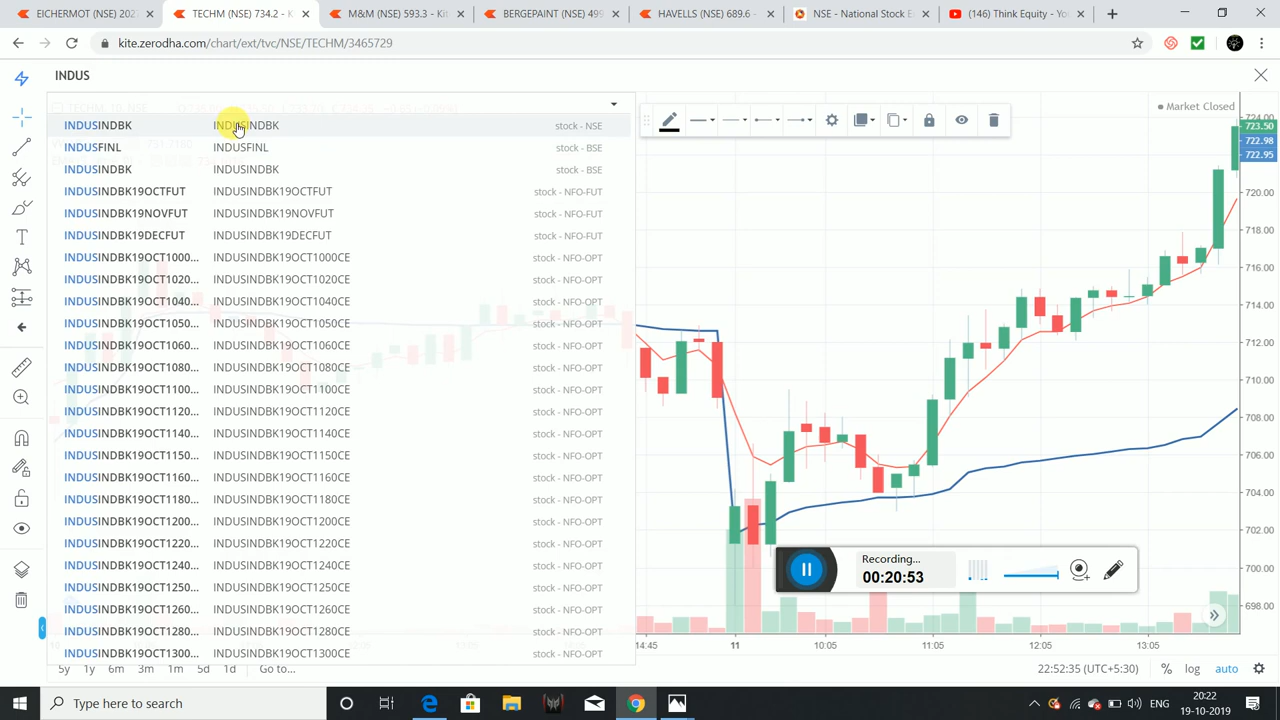 EICHERMOT (NSE) 202
TECHM (NSE) 734.2 - K
M&M (NSE) 593.3 - Kit
BERGEPAINT (NSE) 499
HAVELLS (NSE) 689.6 -
NSE - National Stock E
(146) Think Equity - Yo
kite.zerodha.com/chart/ext/tvc/NSE/TECHM/3465729
INDUS
Market Closed
INDUSINDBK INDUSINDBK stock - NSE
INDUSFINL INDUSFINL stock - BSE
INDUSINDBK INDUSINDBK stock - BSE
INDUSINDBK19OCTFUT INDUSINDBK19OCTFUT stock - NFO-FUT
INDUSINDBK19NOVFUT INDUSINDBK19NOVFUT stock - NFO-FUT
INDUSINDBK19DECFUT INDUSINDBK19DECFUT stock - NFO-FUT
INDUSINDBK19OCT1000... INDUSINDBK19OCT1000CE stock - NFO-OPT
INDUSINDBK19OCT1020... INDUSINDBK19OCT1020CE stock - NFO-OPT
INDUSINDBK19OCT1040... INDUSINDBK19OCT1040CE stock - NFO-OPT
INDUSINDBK19OCT1050... INDUSINDBK19OCT1050CE stock - NFO-OPT
INDUSINDBK19OCT1060... INDUSINDBK19OCT1060CE stock - NFO-OPT
INDUSINDBK19OCT1080... INDUSINDBK19OCT1080CE stock - NFO-OPT
INDUSINDBK19OCT1100... INDUSINDBK19OCT1100CE stock - NFO-OPT
INDUSINDBK19OCT1120... INDUSINDBK19OCT1120CE stock - NFO-OPT
INDUSINDBK19OCT1140... INDUSINDBK19OCT1140CE stock - NFO-OPT
INDUSINDBK19OCT1150... INDUSINDBK19OCT1150CE stock - NFO-OPT
INDUSINDBK19OCT1160... INDUSINDBK19OCT1160CE stock - NFO-OPT
INDUSINDBK19OCT1180... INDUSINDBK19OCT1180CE stock - NFO-OPT
INDUSINDBK19OCT1200... INDUSINDBK19OCT1200CE stock - NFO-OPT
INDUSINDBK19OCT1220... INDUSINDBK19OCT1220CE stock - NFO-OPT
INDUSINDBK19OCT1240... INDUSINDBK19OCT1240CE stock - NFO-OPT
INDUSINDBK19OCT1250... INDUSINDBK19OCT1250CE stock - NFO-OPT
INDUSINDBK19OCT1260... INDUSINDBK19OCT1260CE stock - NFO-OPT
INDUSINDBK19OCT1280... INDUSINDBK19OCT1280CE stock - NFO-OPT
INDUSINDBK19OCT1300... INDUSINDBK19OCT1300CE stock - NFO-OPT
724.00
723.50
722.98
722.95
720.00
718.00
716.00
714.00
712.00
710.00
708.00
706.00
704.00
702.00
700.00
698.00
Recording...
00:20:53
14:45 11 10:05 11:05 12:05 13:05
5y 1y 6m 3m 1m 5d 1d Go to... 22:52:35 (UTC+5:30) % log auto
Type here to search
ENG
20:22
19-10-2019